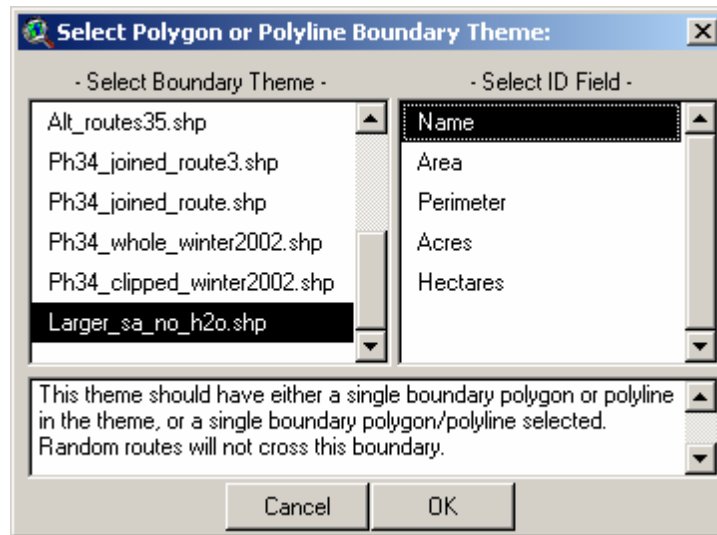 Select Polygon or Polyline Boundary Theme:
- Select Boundary Theme -
- Select ID Field -
Alt_routes35.shp
Ph34_joined_route3.shp
Ph34_joined_route.shp
Ph34_whole_winter2002.shp
Ph34_clipped_winter2002.shp
Larger_sa_no_h2o.shp
Name
Area
Perimeter
Acres
Hectares
This theme should have either a single boundary polygon or polyline
in the theme, or a single boundary polygon/polyline selected.
Random routes will not cross this boundary.
Cancel
OK